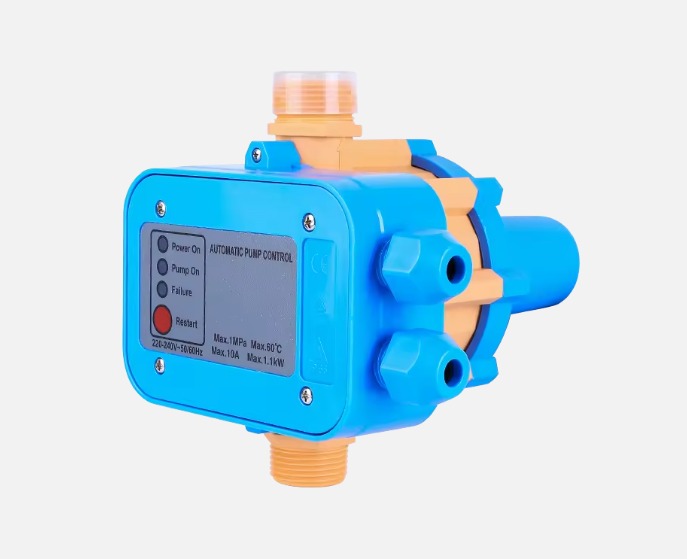 Power On
AUTOMATIC PUMP CONTROL
Pump On
Failure
Restart
220-240V~50/60Hz
Max.1MPa Max.60°C
Max.10A Max.1.1kW
CE